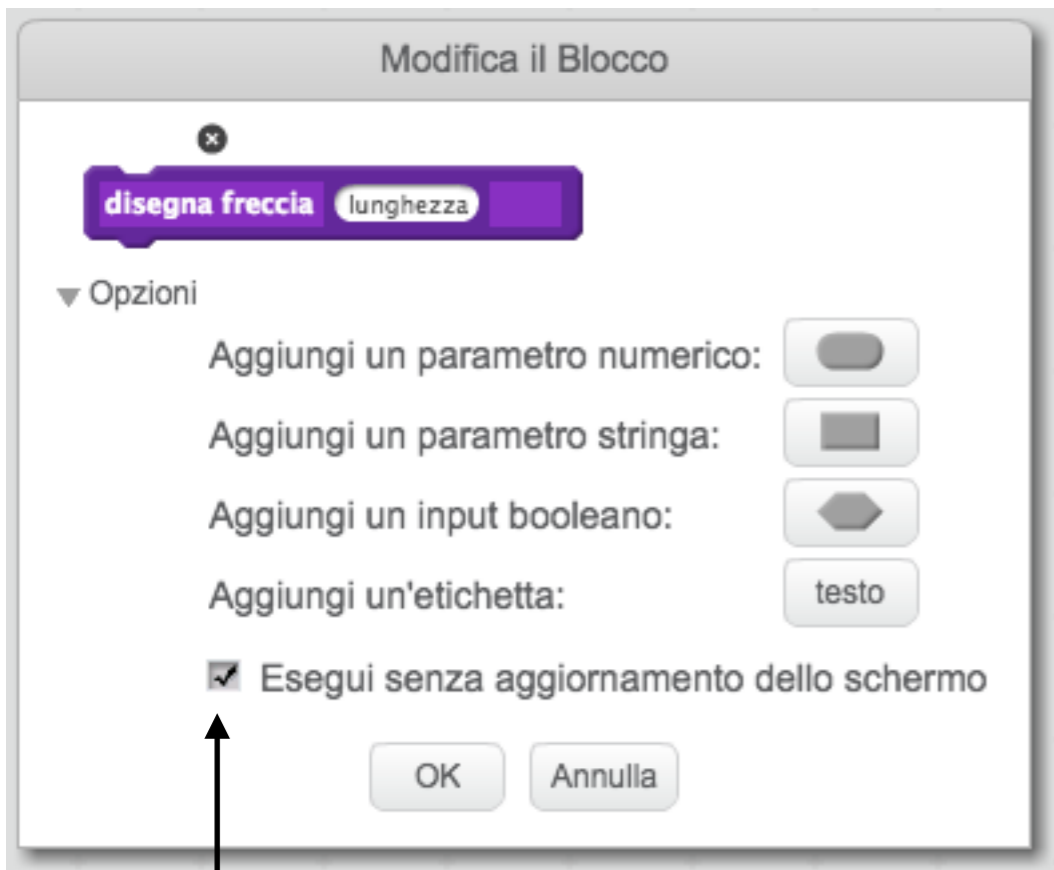 Modifica il Blocco
disegna freccia lunghezza
Opzioni
Aggiungi un parametro numerico:
Aggiungi un parametro stringa:
Aggiungi un input booleano:
Aggiungi un'etichetta: testo
Esegui senza aggiornamento dello schermo
OK Annulla